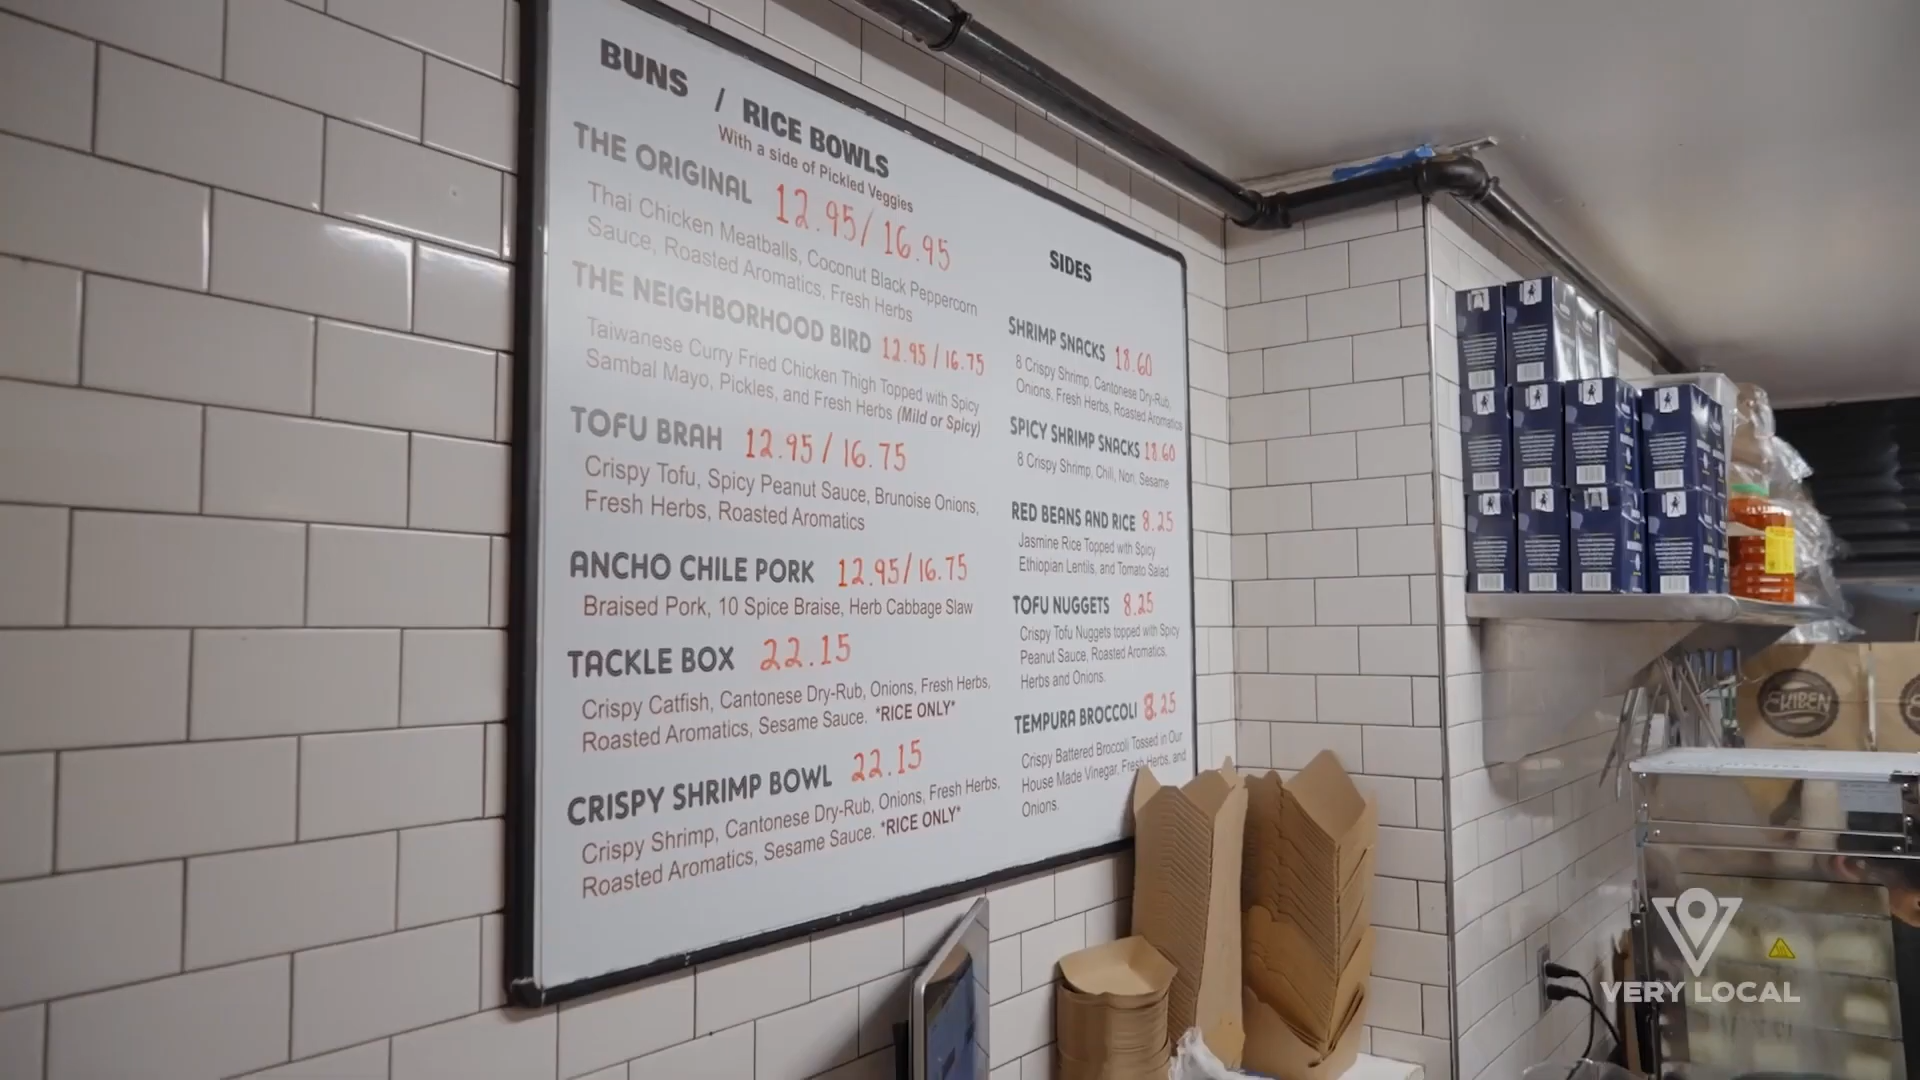 BUNS / RICE BOWLS
With a side of Pickled Veggies
THE ORIGINAL 12.95/16.95
Thai Chicken Meatballs, Coconut Black Peppercorn
Sauce, Roasted Aromatics, Fresh Herbs
THE NEIGHBORHOOD BIRD 12.95/16.75
Taiwanese Curry Fried Chicken Thigh Topped with Spicy
Sambal Mayo, Pickles, and Fresh Herbs (Mild or Spicy)
TOFU BRAH 12.95/16.75
Crispy Tofu, Spicy Peanut Sauce, Brunoise Onions,
Fresh Herbs, Roasted Aromatics
ANCHO CHILE PORK 12.95/16.75
Braised Pork, 10 Spice Braise, Herb Cabbage Slaw
TACKLE BOX 22.15
Crispy Catfish, Cantonese Dry-Rub, Onions, Fresh Herbs,
Roasted Aromatics, Sesame Sauce. *RICE ONLY*
CRISPY SHRIMP BOWL 22.15
Crispy Shrimp, Cantonese Dry-Rub, Onions, Fresh Herbs,
Roasted Aromatics, Sesame Sauce. *RICE ONLY*
SIDES
SHRIMP SNACKS 18.60
8 Crispy Shrimp, Cantonese Dry-Rub,
Onions, Fresh Herbs, Roasted Aromatics
SPICY SHRIMP SNACKS 18.60
8 Crispy Shrimp, Chili, Nori, Sesame
RED BEANS AND RICE 8.25
Jasmine Rice Topped with Spicy
Ethiopian Lentils, and Tomato Salad
TOFU NUGGETS 8.25
Crispy Tofu Nuggets topped with Spicy
Peanut Sauce, Roasted Aromatics,
Herbs and Onions.
TEMPURA BROCCOLI 8.25
Crispy Battered Broccoli Tossed in Our
House Made Vinegar, Fresh Herbs, and
Onions.
EKIBEN
VERY LOCAL